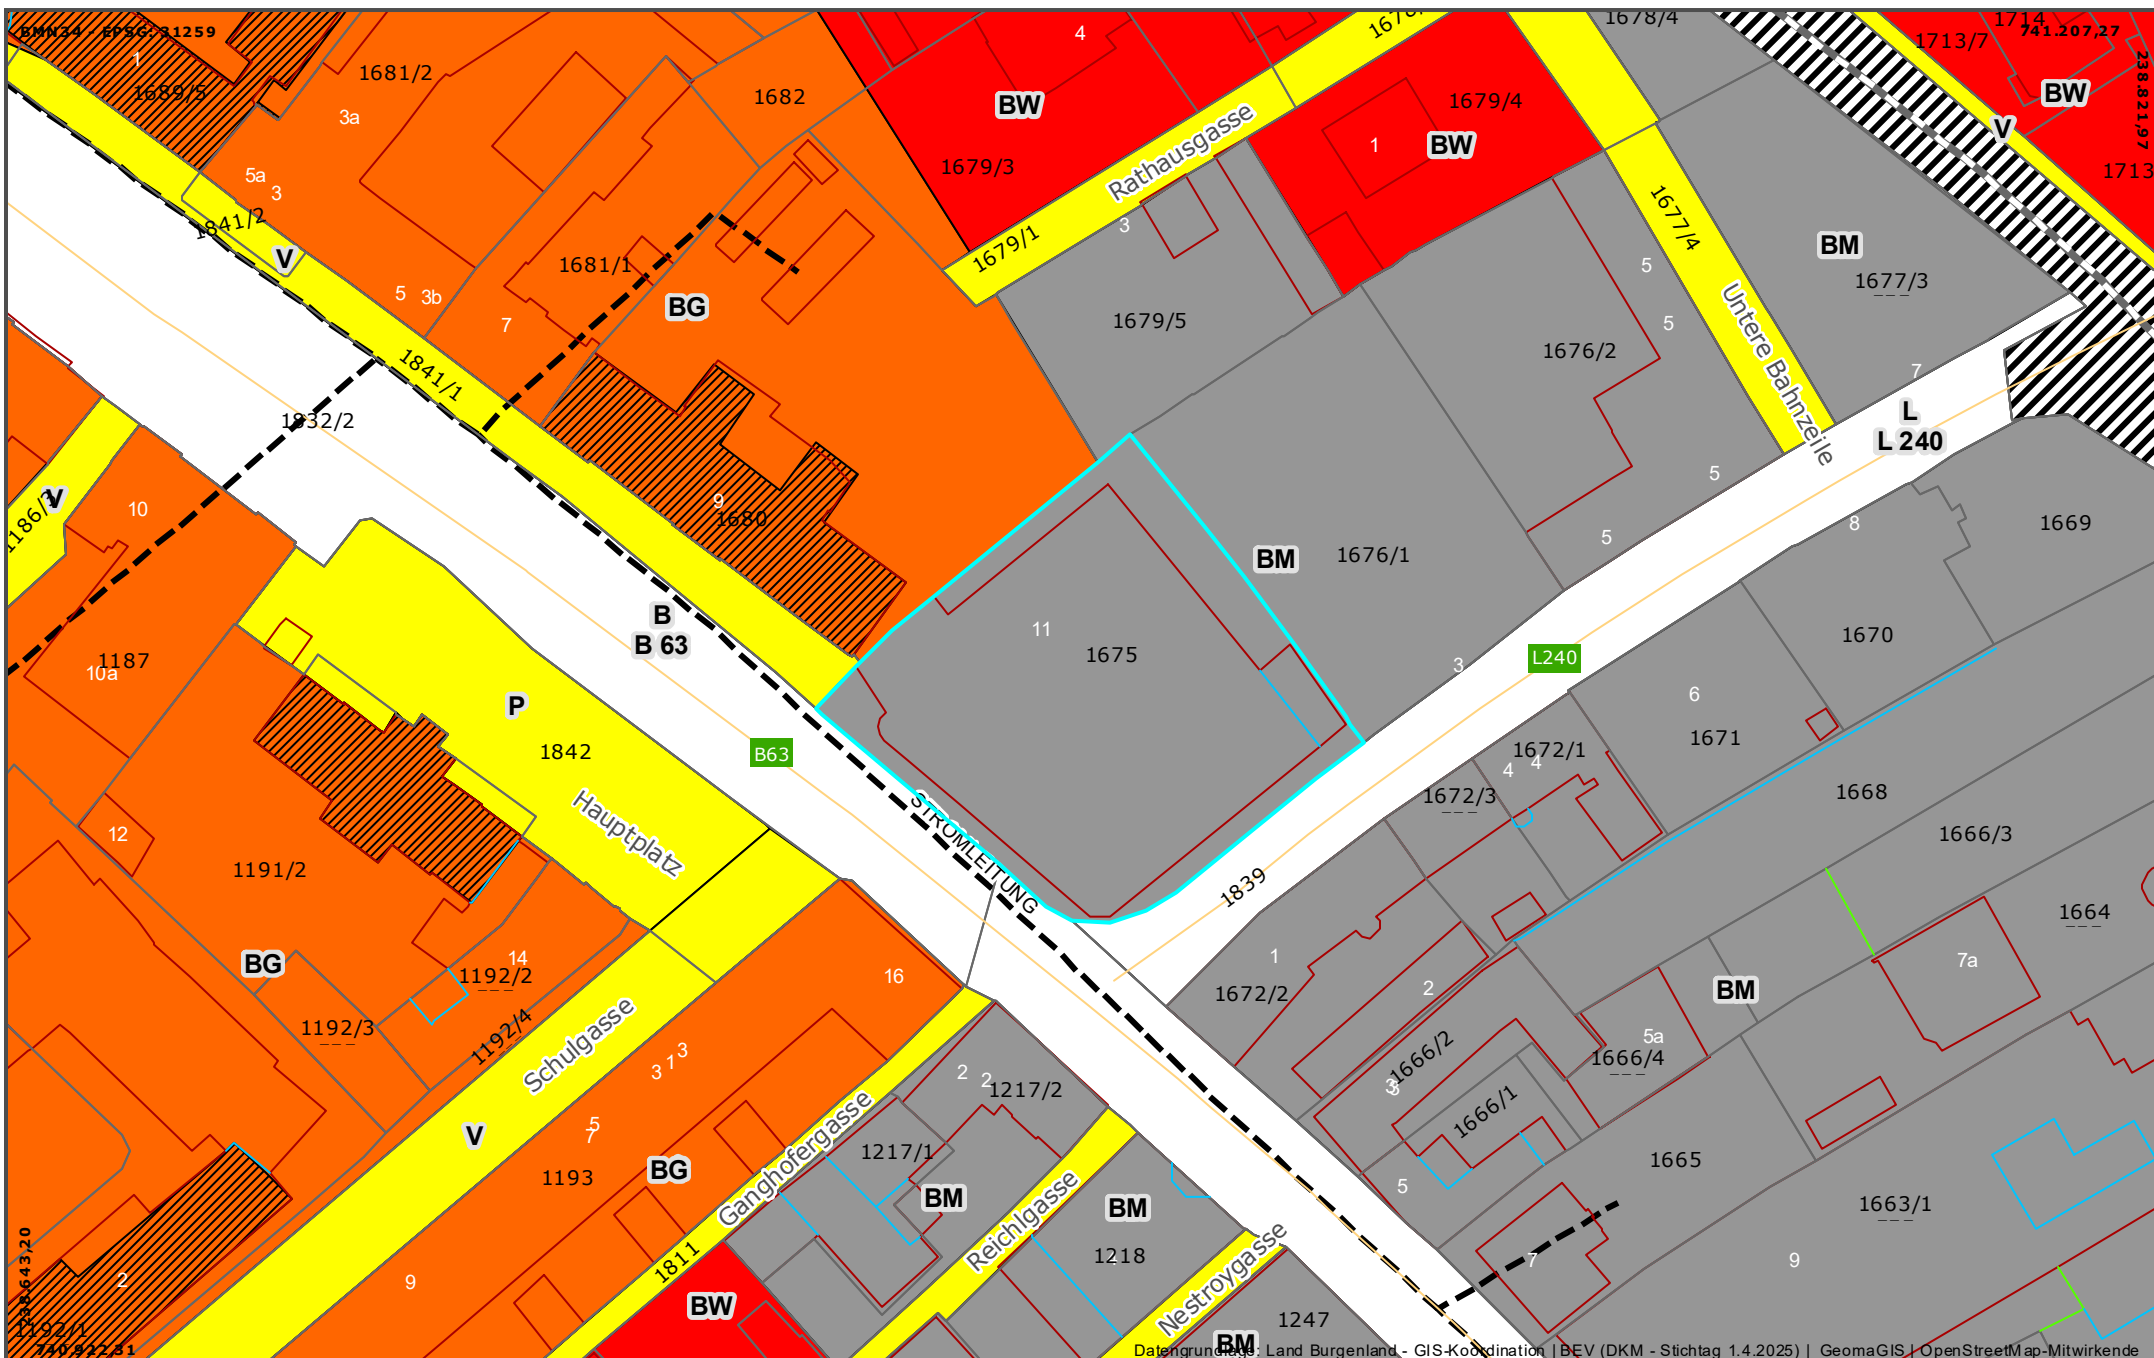 BMN34 - EPSG: 31259
1
1689/5
1681/2
3a
1682
4
BW
1679/3
1679/4
1
BW
1678/4
1713/7
1714
741.207,27
238.821,97
BW
V
1713
Rathausgasse
1679/1
5a
3
1841/2
V
5
3b
1681/1
7
BG
3
1679/5
1676/2
5
5
1677/4
BM
1677/3
Untere Bahnzeile
7
L
L 240
1841/1
1832/2
V
1186/3
10
9
1680
5
5
8
1669
BM
1676/1
B
B 63
11
1675
3
L240
1670
1187
10a
P
1842
B63
6
1671
1672/1
4
4
1672/3
1668
Hauptplatz
STROMLEITUNG
12
1191/2
1666/3
1839
1664
BG
14
1192/2
16
1
1672/2
2
7a
BM
1192/3
1192/4
Schulgasse
3
1
3
5
7
2
2
1217/2
1666/2
3
3
5a
1666/4
1666/1
V
1193
BG
Ganghofergasse
1217/1
BM
Reichlgasse
BM
1218
5
1665
1663/1
7
9
238.643,20
2
9
1811
BW
Nestroygasse
1247
BM
1192/1
740.922,31
Datengrundlage: Land Burgenland - GIS-Koordination | BEV (DKM - Stichtag 1.4.2025) | GeomaGIS | OpenStreetMap-Mitwirkende